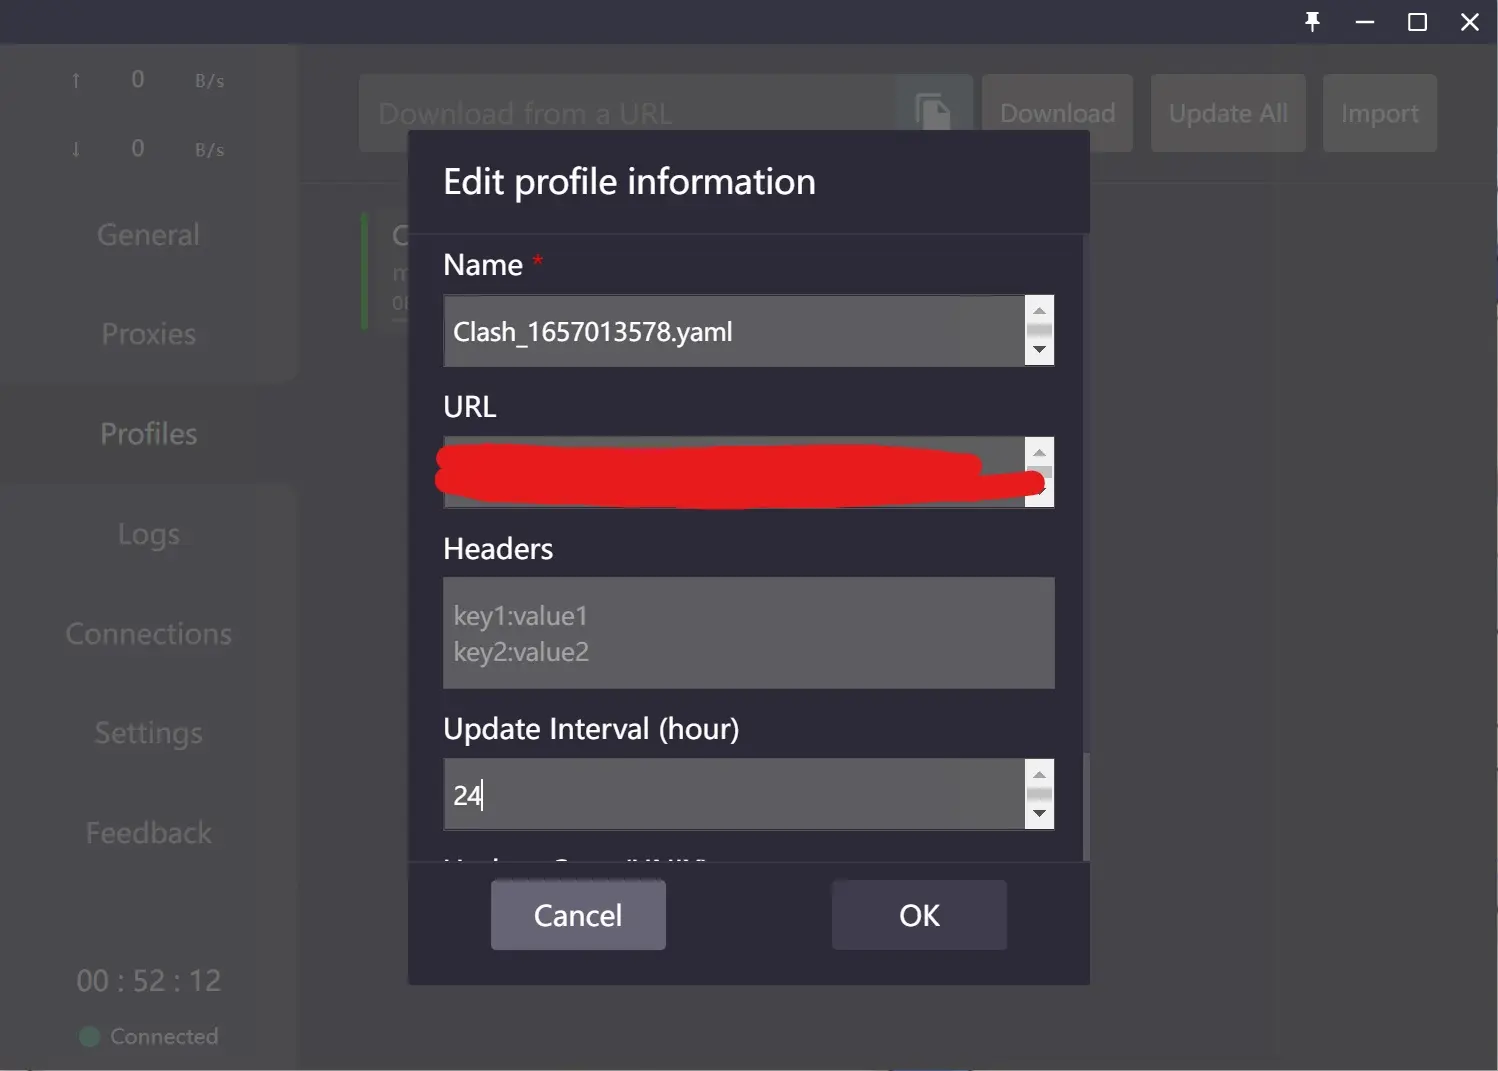 ↑ 0 B/s
↓ 0 B/s
General
Proxies
Profiles
Logs
Connections
Settings
Feedback
00 : 52 : 12
Connected
Download from a URL
Download
Update All
Import
Edit profile information
Name *
Clash_1657013578.yaml
URL
Headers
key1:value1
key2:value2
Update Interval (hour)
24
Cancel
OK